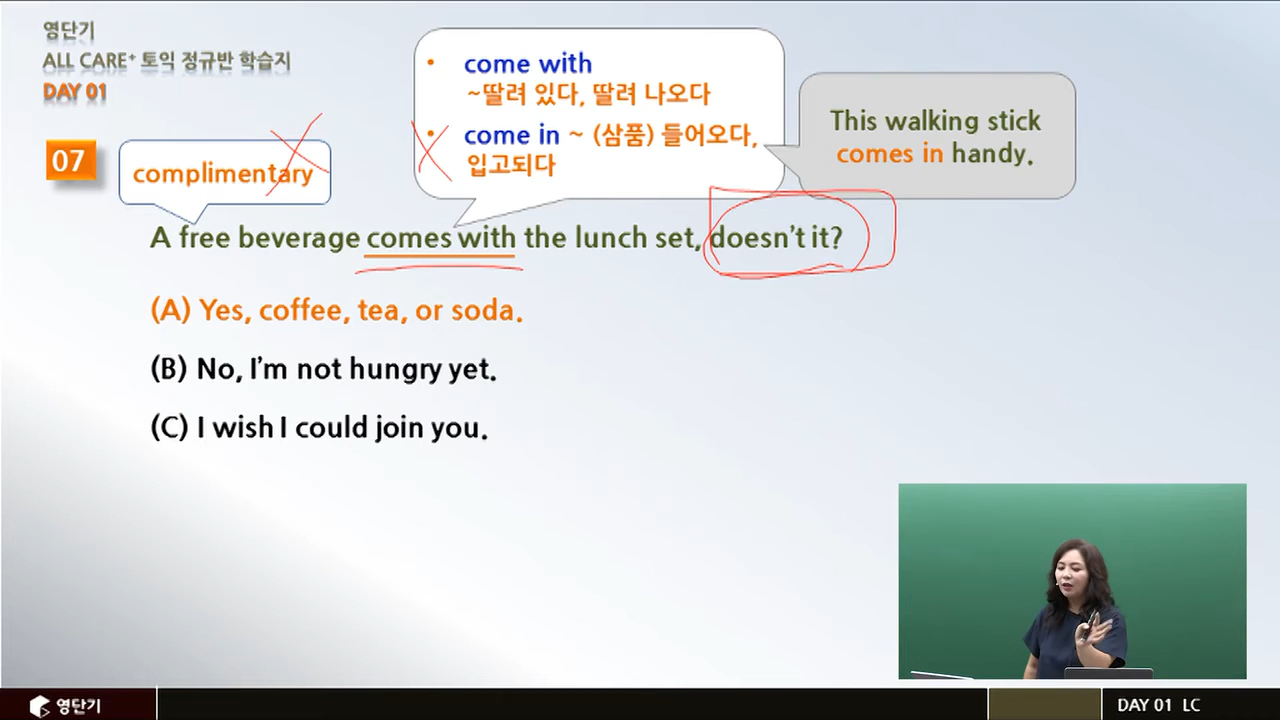 영단기
ALL CARE+ 토익 정규반 학습지
DAY 01
07
complimentary
• come with
~딸려 있다, 딸려 나오다
• come in ~ (삼품) 들어오다,
입고되다
This walking stick
comes in handy.
A free beverage comes with the lunch set, doesn't it?
(A) Yes, coffee, tea, or soda.
(B) No, I'm not hungry yet.
(C) I wish I could join you.
영단기
DAY 01 LC